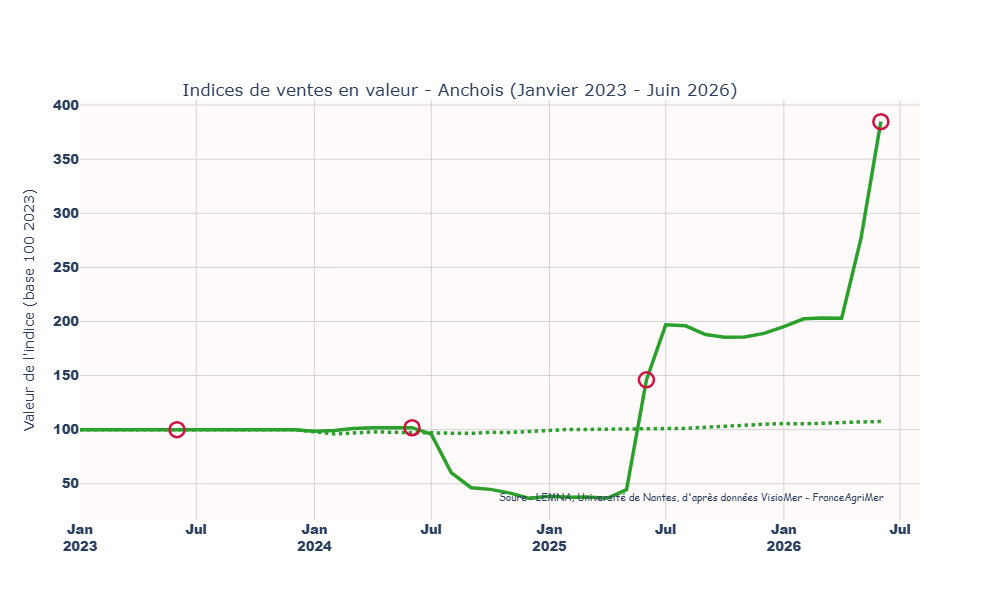 Indices de ventes en valeur - Anchois (Janvier 2023 - Juin 2026)
Valeur de l'indice (base 100 2023)
400
350
300
250
200
150
100
50
Jan
2023
Jul
Jan
2024
Jul
Jan
2025
Jul
Jan
2026
Jul
Soure : LEMNA, Université de Nantes, d'après données VisioMer - FranceAgriMer